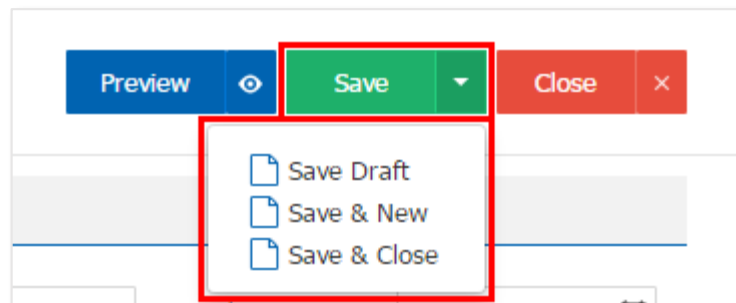 Preview
Save
Close
Save Draft
Save & New
Save & Close